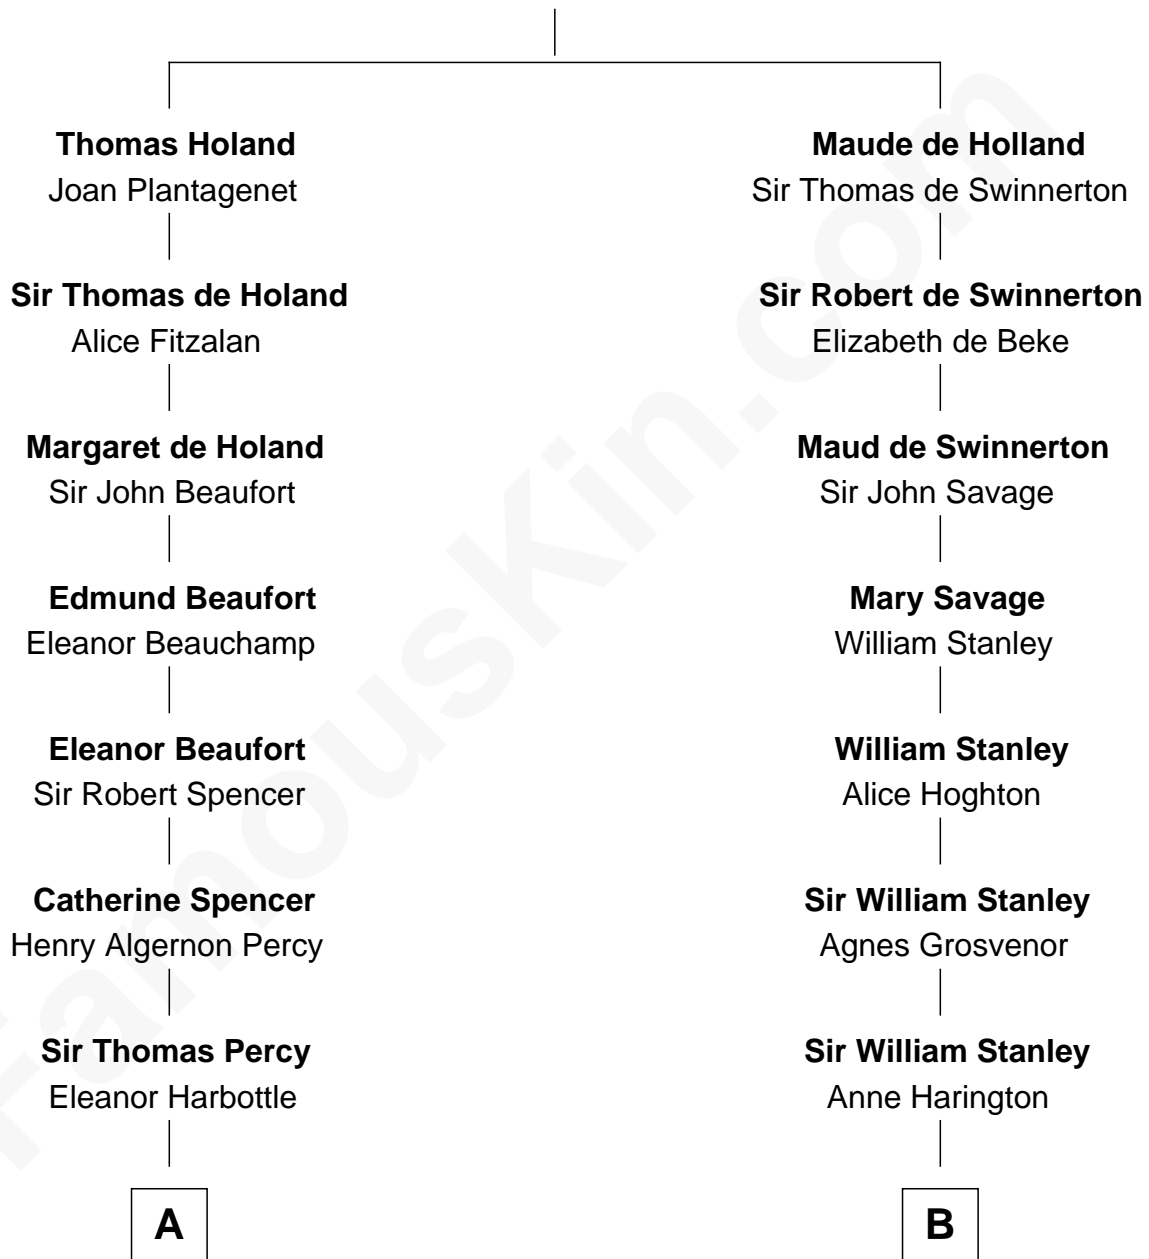 Thomas Holand
Joan Plantagenet
Sir Thomas de Holand
Alice Fitzalan
Margaret de Holand
Sir John Beaufort
Edmund Beaufort
Eleanor Beauchamp
Eleanor Beaufort
Sir Robert Spencer
Catherine Spencer
Henry Algernon Percy
Sir Thomas Percy
Eleanor Harbottle
A
Maude de Holland
Sir Thomas de Swinnerton
Sir Robert de Swinnerton
Elizabeth de Beke
Maud de Swinnerton
Sir John Savage
Mary Savage
William Stanley
William Stanley
Alice Hoghton
Sir William Stanley
Agnes Grosvenor
Sir William Stanley
Anne Harington
B
FamousKin.com